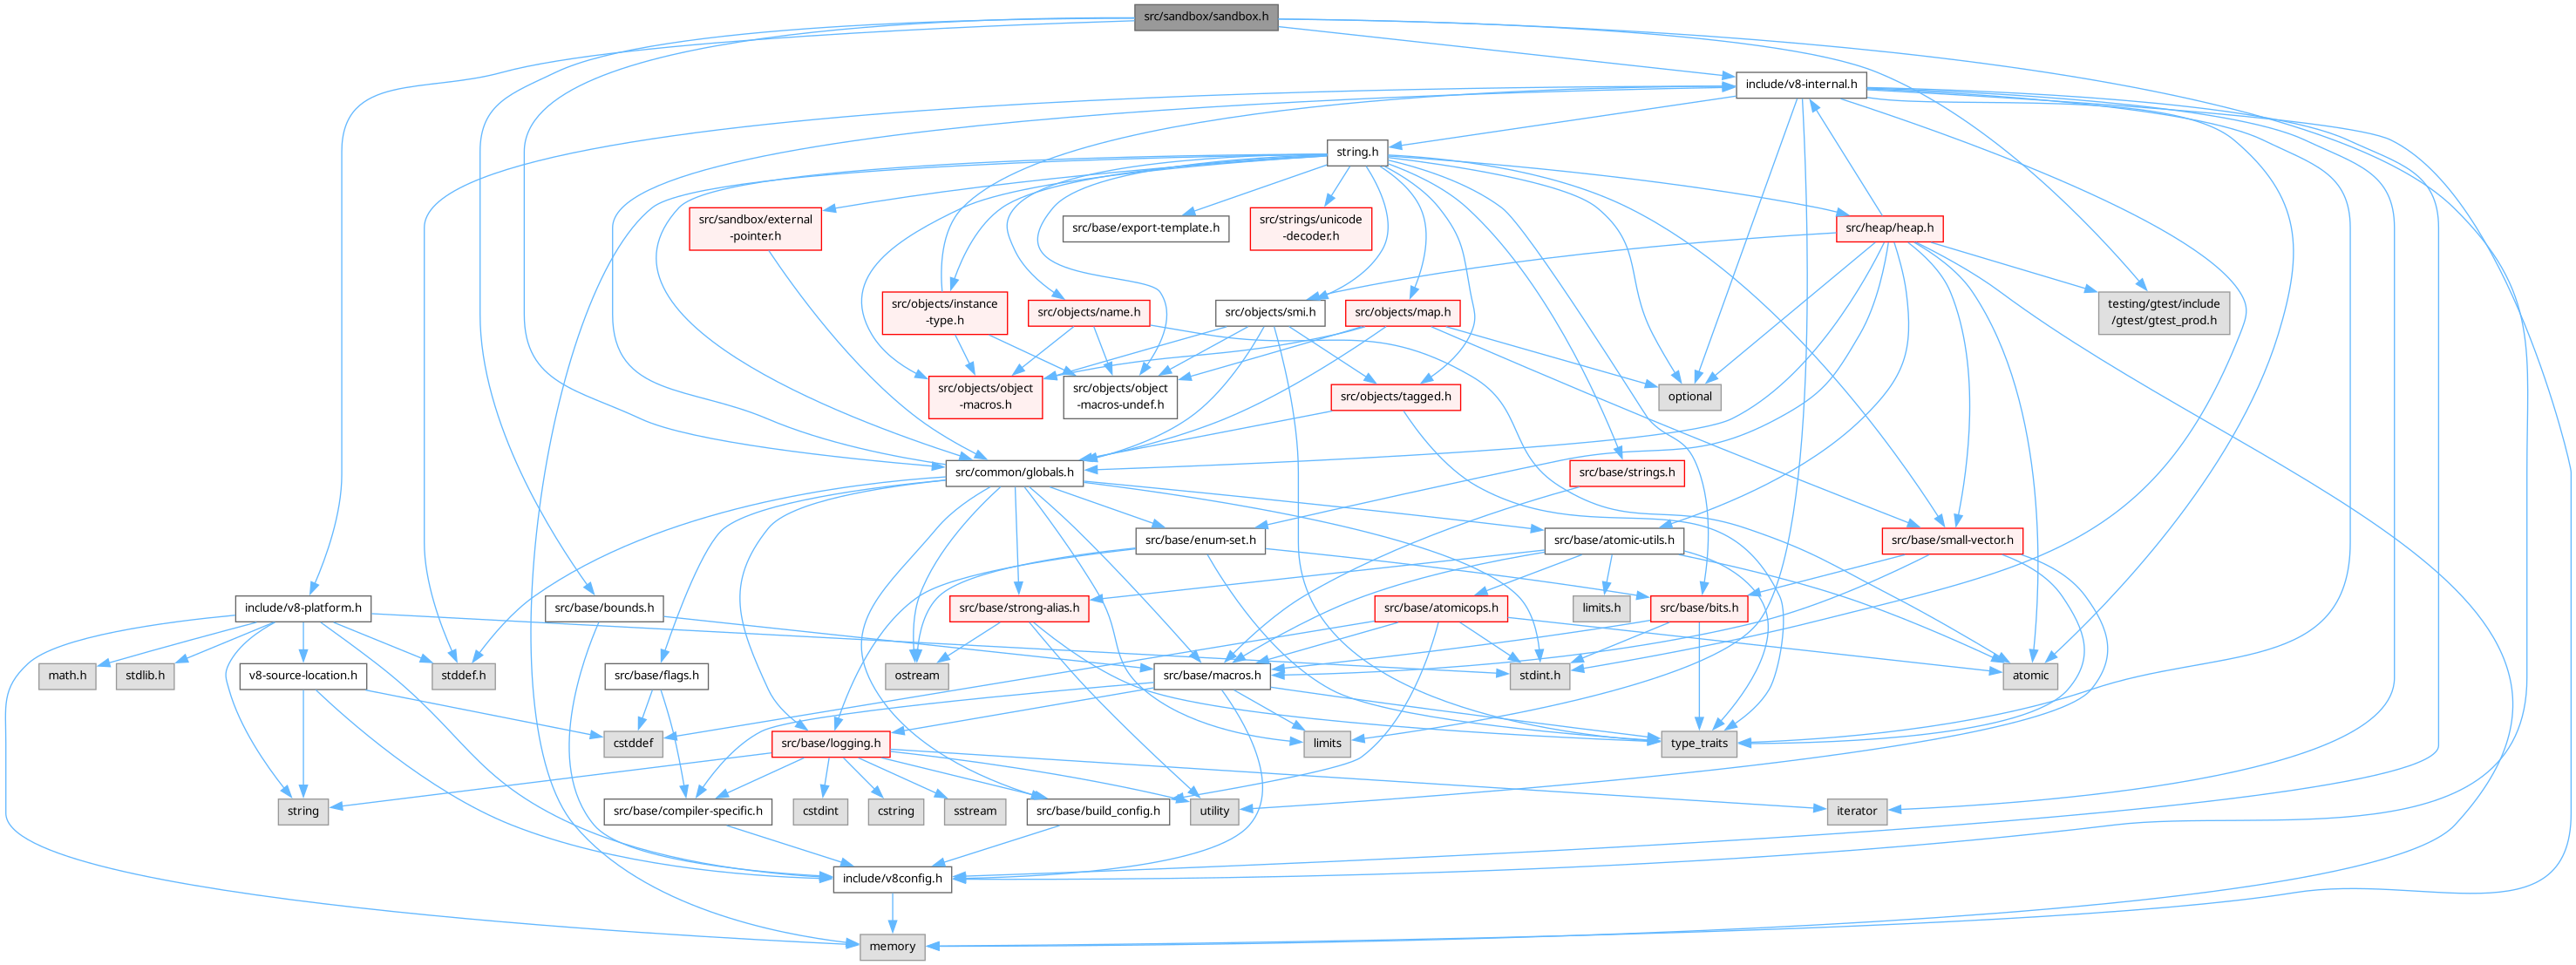 src/sandbox/sandbox.h
include/v8-internal.h
string.h
src/sandbox/external
-pointer.h
src/base/export-template.h
src/strings/unicode
-decoder.h
src/heap/heap.h
src/objects/instance
-type.h
src/objects/name.h
src/objects/smi.h
src/objects/map.h
testing/gtest/include
/gtest/gtest_prod.h
src/objects/object
-macros.h
src/objects/object
-macros-undef.h
src/objects/tagged.h
optional
src/common/globals.h
src/base/strings.h
src/base/enum-set.h
src/base/atomic-utils.h
src/base/small-vector.h
include/v8-platform.h
src/base/bounds.h
src/base/strong-alias.h
src/base/atomicops.h
limits.h
src/base/bits.h
math.h
stdlib.h
v8-source-location.h
stddef.h
src/base/flags.h
ostream
src/base/macros.h
stdint.h
atomic
cstddef
src/base/logging.h
limits
type_traits
string
src/base/compiler-specific.h
cstdint
cstring
sstream
src/base/build_config.h
utility
iterator
include/v8config.h
memory